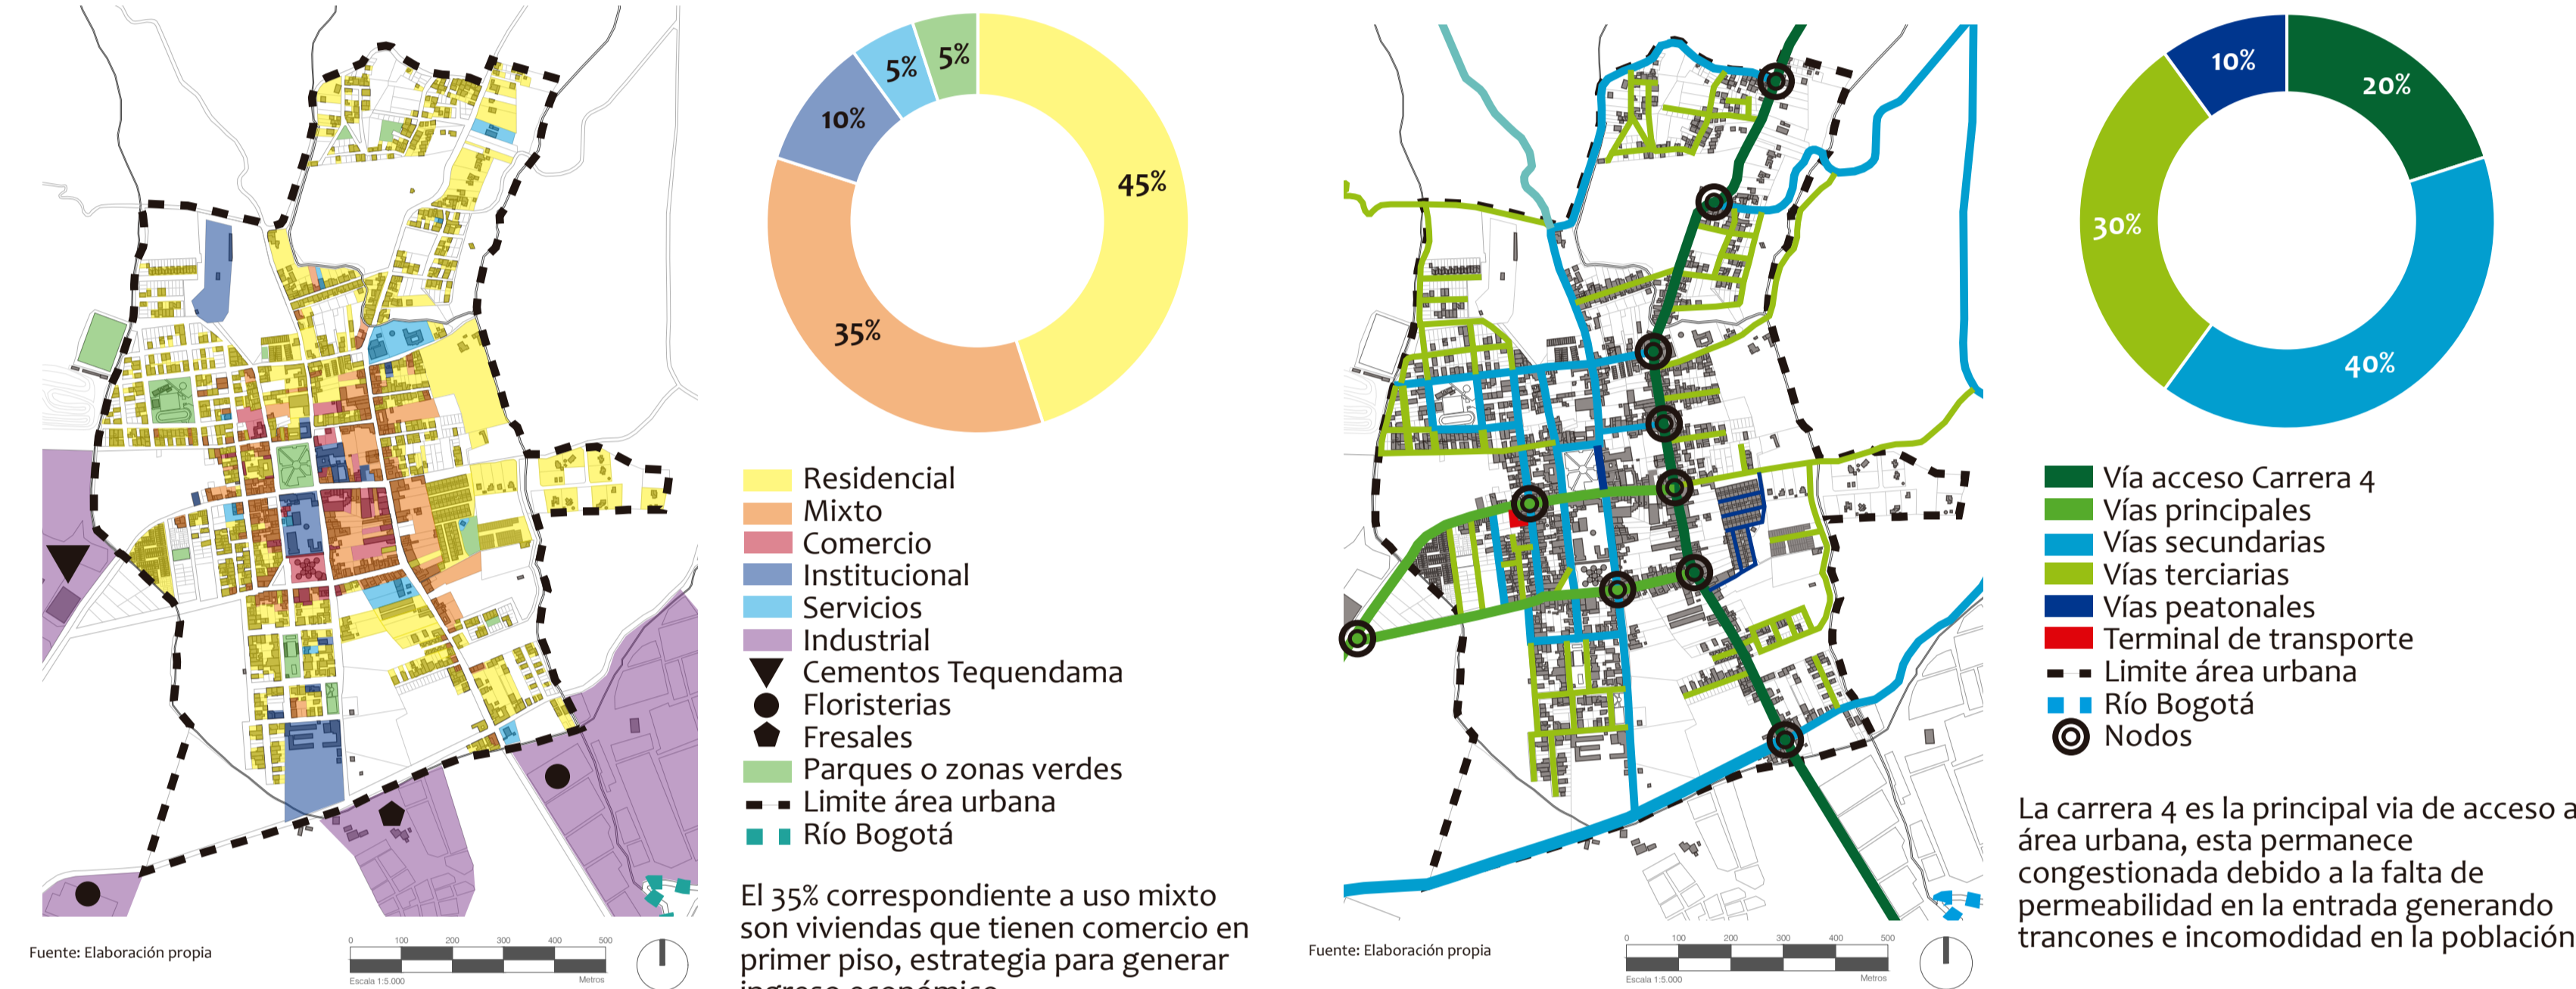 5%
5%
10%
45%
35%
Residencial
Mixto
Comercio
Institucional
Servicios
Industrial
Cementos Tequendama
Floristerias
Fresales
Parques o zonas verdes
Limite área urbana
Río Bogotá
El 35% correspondiente a uso mixto
son viviendas que tienen comercio en
primer piso, estrategia para generar
ingreso económico
Fuente: Elaboración propia
0 100 200 300 400 500
Escala 1:5.000 Metros
10%
20%
30%
40%
Vía acceso Carrera 4
Vías principales
Vías secundarias
Vías terciarias
Vías peatonales
Terminal de transporte
Limite área urbana
Río Bogotá
Nodos
La carrera 4 es la principal via de acceso a
área urbana, esta permanece
congestionada debido a la falta de
permeabilidad en la entrada generando
trancones e incomodidad en la población
Fuente: Elaboración propia
0 100 200 300 400 500
Escala 1:5.000 Metros